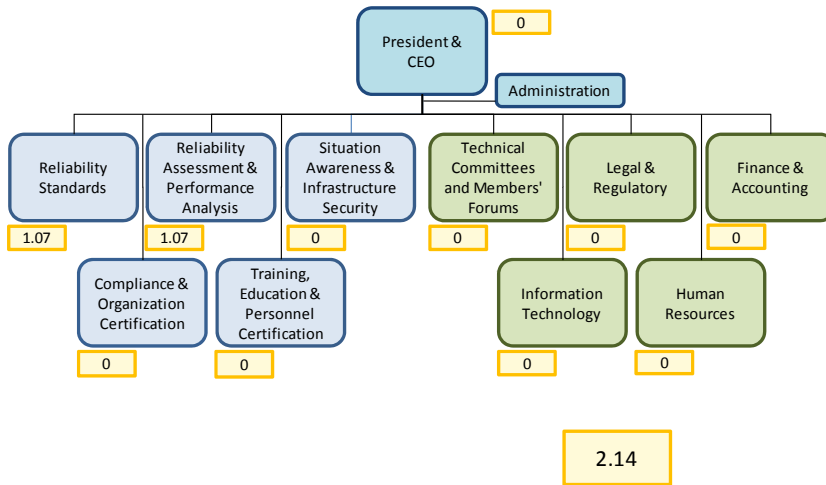 President &
CEO
0
Administration
Reliability
Standards
1.07
Reliability
Assessment &
Performance
Analysis
1.07
Situation
Awareness &
Infrastructure
Security
0
Technical
Committees
and Members'
Forums
0
Legal &
Regulatory
0
Finance &
Accounting
0
Compliance &
Organization
Certification
0
Training,
Education &
Personnel
Certification
0
Information
Technology
0
Human
Resources
0
2.14